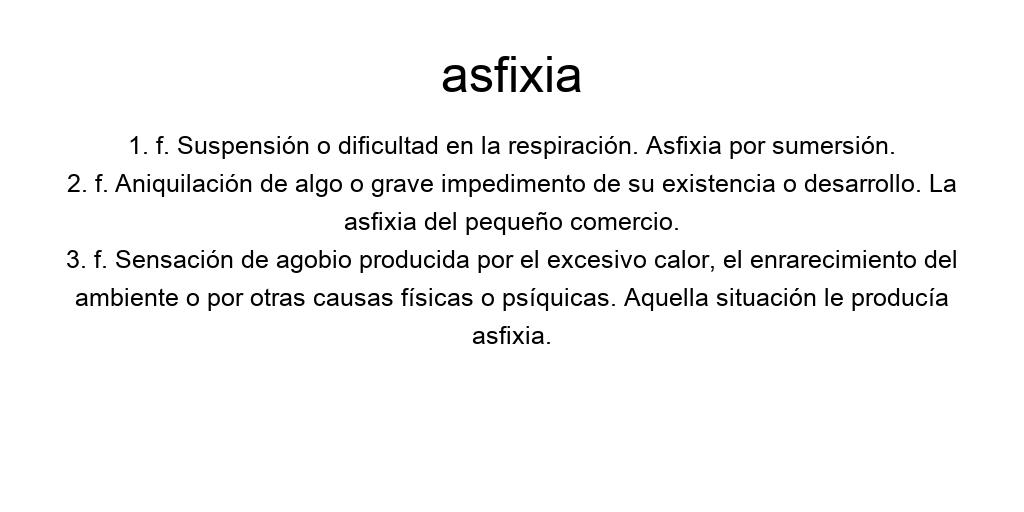 asfixia
1. f. Suspensión o dificultad en la respiración. Asfixia por sumersión.
2. f. Aniquilación de algo o grave impedimento de su existencia o desarrollo. La
asfixia del pequeño comercio.
3. f. Sensación de agobio producida por el excesivo calor, el enrarecimiento del
ambiente o por otras causas físicas o psíquicas. Aquella situación le producía
asfixia.